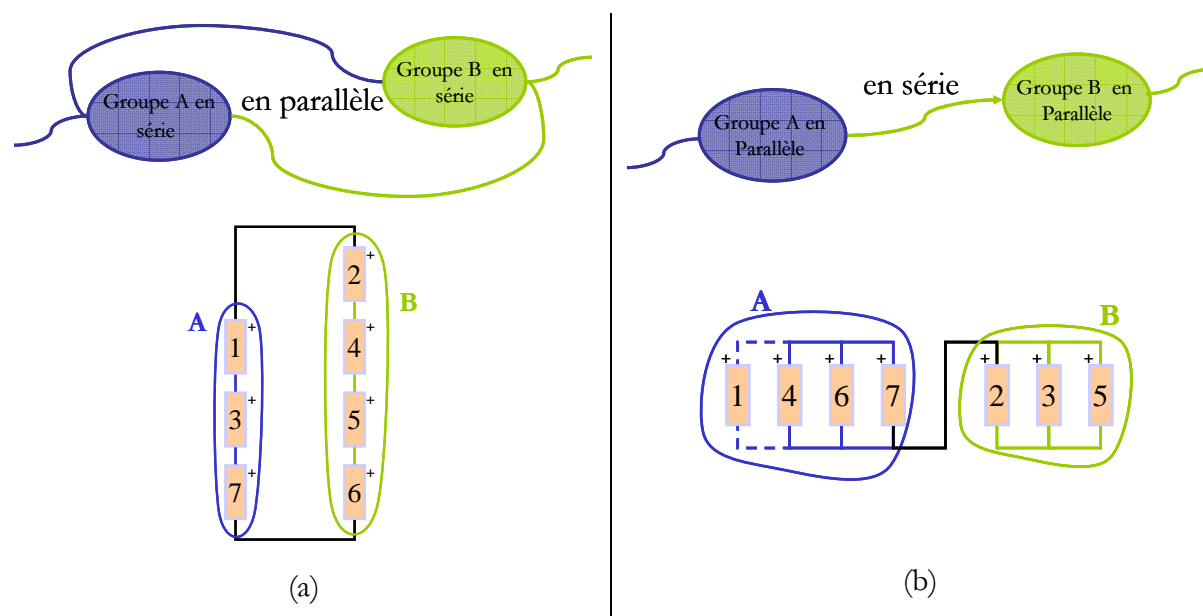 Groupe A en
série
en parallèle
Groupe B en
série
A
B
1
+
3
+
7
+
2
+
4
+
5
+
6
+
(a)
Groupe A en
Parallèle
en série
Groupe B en
Parallèle
A
B
+ + + +
1 4 6 7
+ + +
2 3 5
(b)